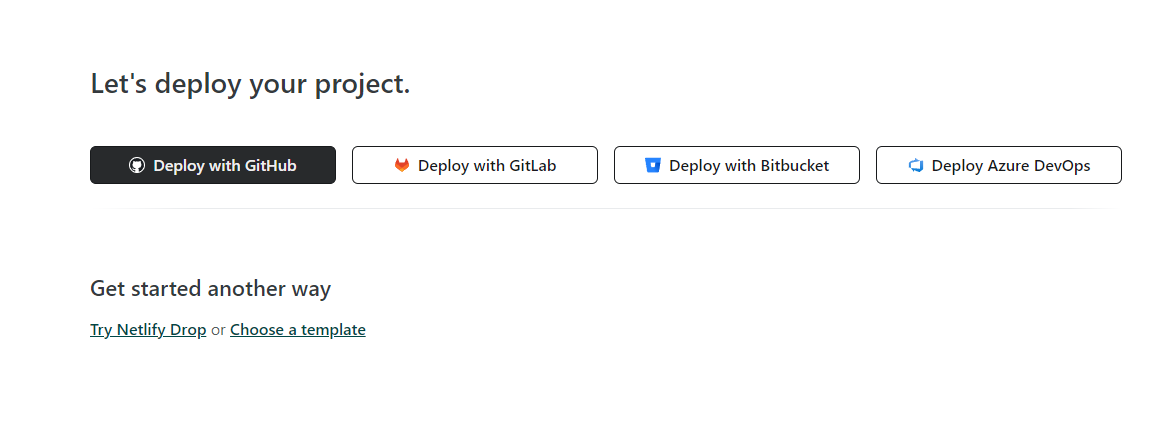 Let's deploy your project.
Deploy with GitHub
Deploy with GitLab
Deploy with Bitbucket
Deploy Azure DevOps
Get started another way
Try Netlify Drop or Choose a template